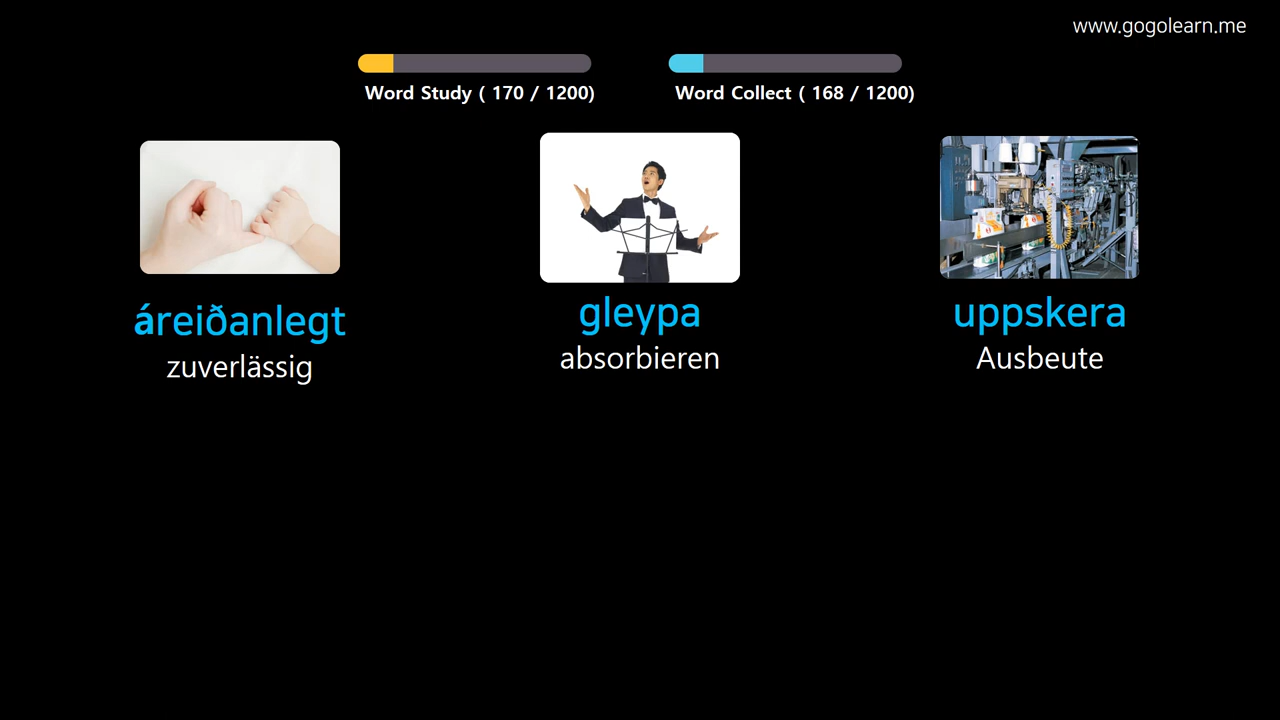 www.gogolearn.me
Word Study ( 170 / 1200)
Word Collect ( 168 / 1200)
áreiðanlegt
zuverlässig
gleypa
absorbieren
uppskera
Ausbeute